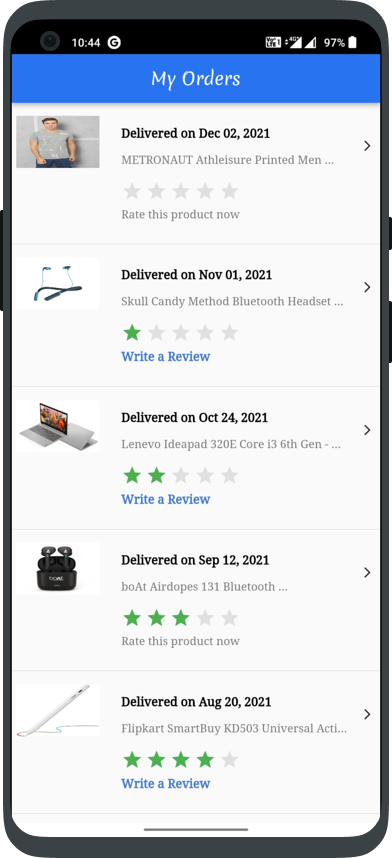 10:44 G 97%
My Orders
Delivered on Dec 02, 2021
METRONAUT Athleisure Printed Men ...
Rate this product now
Delivered on Nov 01, 2021
Skull Candy Method Bluetooth Headset ...
Write a Review
Delivered on Oct 24, 2021
Lenevo Ideapad 320E Core i3 6th Gen - ...
Write a Review
Delivered on Sep 12, 2021
boAt Airdopes 131 Bluetooth ...
boAt
Rate this product now
Delivered on Aug 20, 2021
Flipkart SmartBuy KD503 Universal Acti...
Write a Review